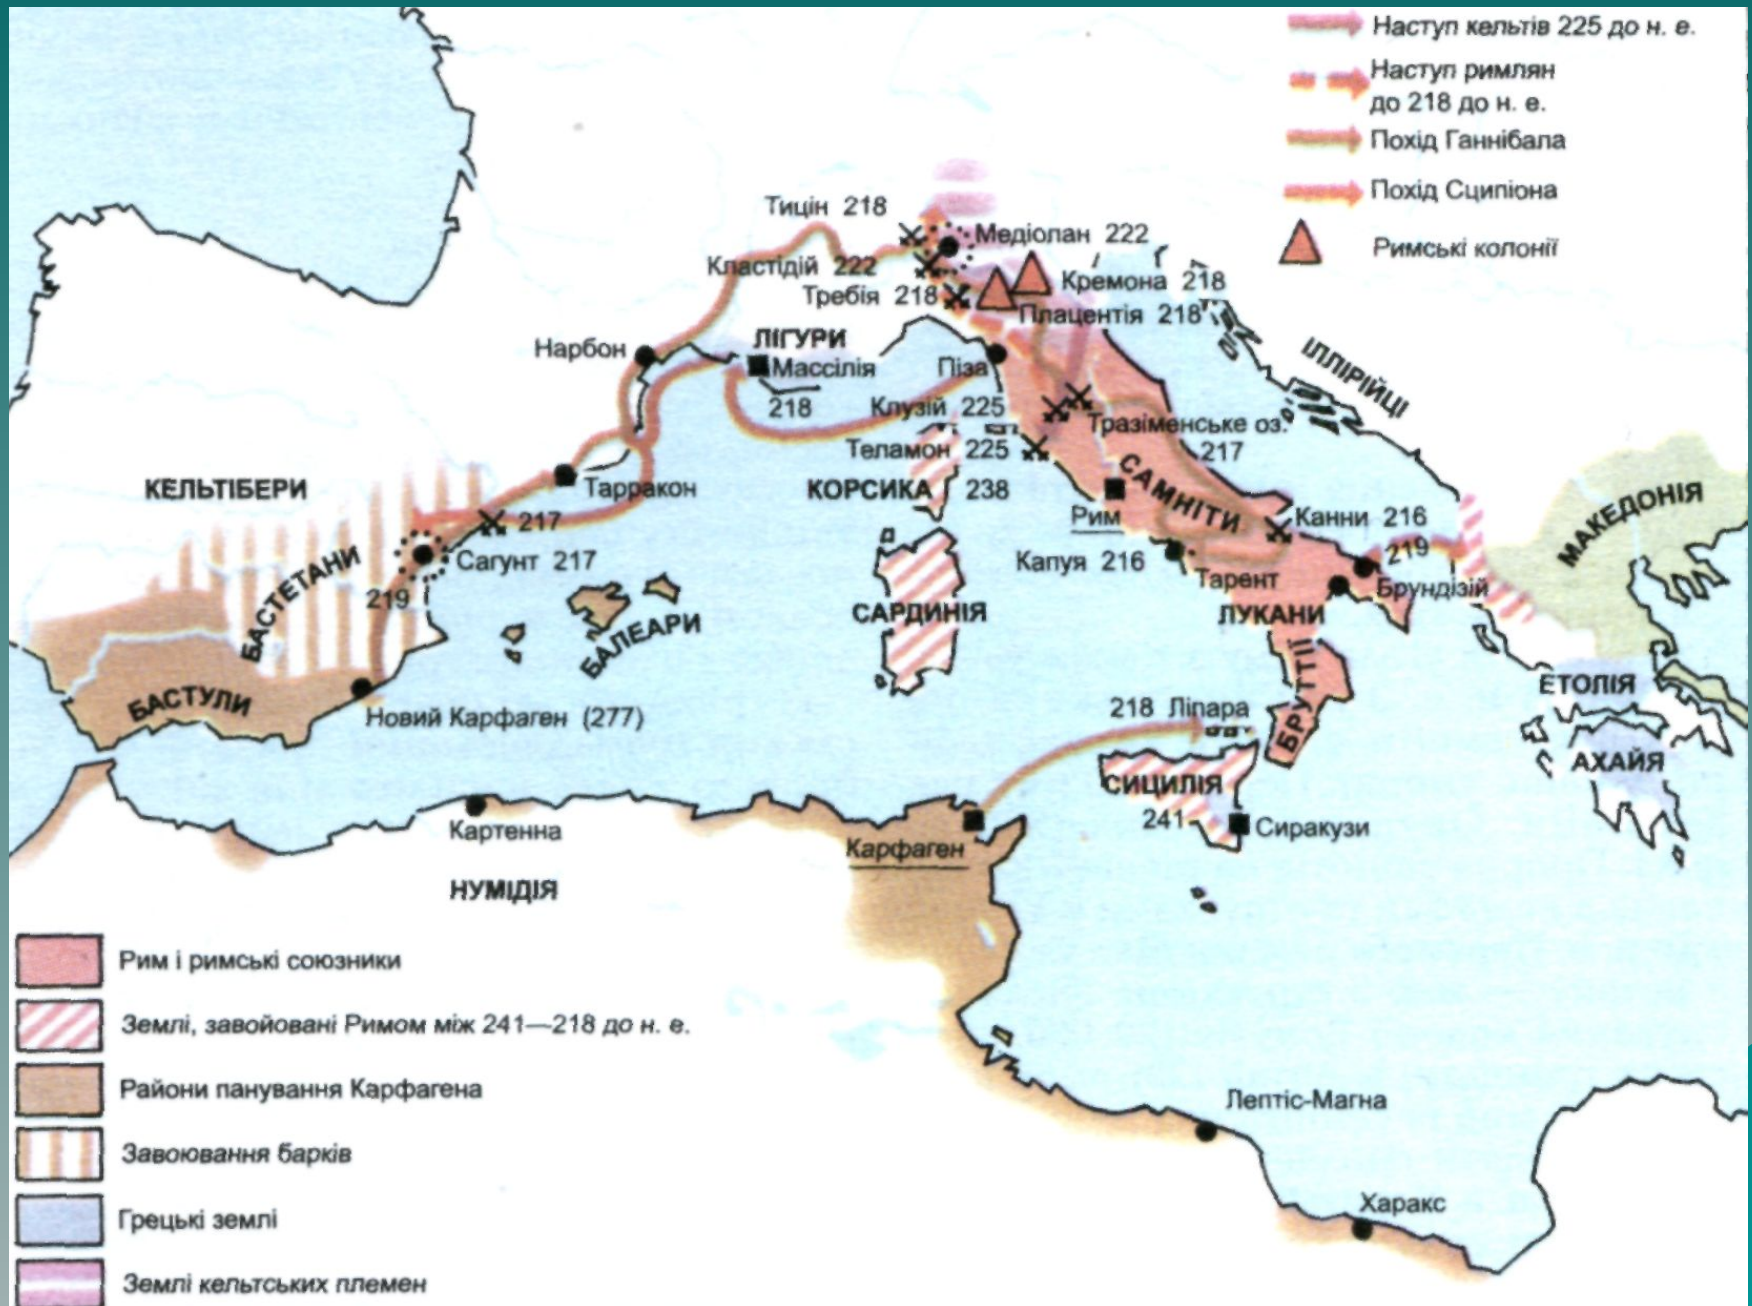 Наступ кельтів 225 до н. е.
Наступ римлян
до 218 до н. е.
Похід Ганнібала
Похід Сципіона
Римські колонії
Тицін 218
Медіолан 222
Кластідій 222
Кремона 218
Требія 218
Плацентія 218
Нарбон
ЛІГУРИ
Массілія
218
Піза
ІЛЛІРІЙЦІ
Клузій 225
Тразіменське оз.
217
Теламон 225
КЕЛЬТІБЕРИ
Тарракон
КОРСИКА
238
САМНІТИ
МАКЕДОНІЯ
217
Рим
Канни 216
Сагунт 217
Капуя 216
219
БАСТЕТАНИ
219
Тарент
Брундізій
БАЛЕАРИ
САРДИНІЯ
ЛУКАНИ
БРУТТІЇ
БАСТУЛИ
Новий Карфаген (277)
218 Ліпара
ЕТОЛІЯ
АХАЙЯ
СИЦИЛІЯ
241
Сиракузи
Картенна
Карфаген
НУМІДІЯ
Рим і римські союзники
Землі, завойовані Римом між 241—218 до н. е.
Райони панування Карфагена
Завоювання барків
Грецькі землі
Землі кельтських племен
Лептіс-Магна
Харакс